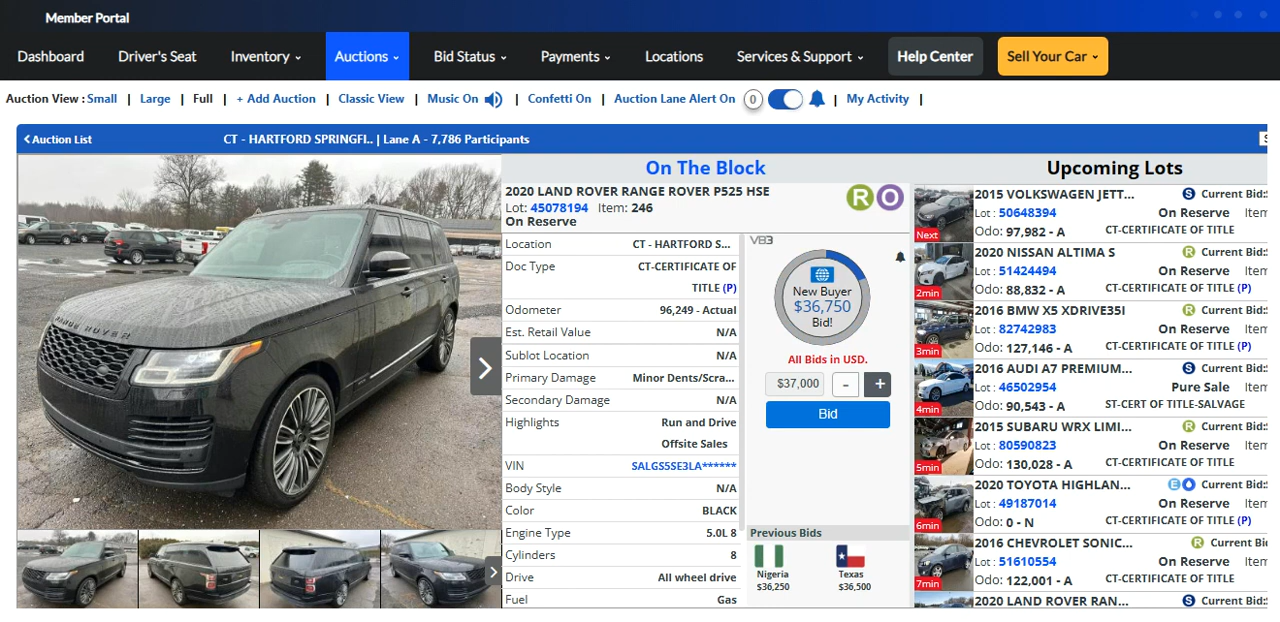 Member Portal
Dashboard Driver's Seat Inventory Auctions Bid Status Payments Locations Services & Support Help Center Sell Your Car
Auction View : Small | Large | Full | + Add Auction | Classic View | Music On | Confetti On | Auction Lane Alert On 0 | My Activity |
Auction List CT - HARTFORD SPRINGFI.. | Lane A - 7,786 Participants
On The Block
2020 LAND ROVER RANGE ROVER P525 HSE
Lot: 45078194 Item: 246
On Reserve
R O
Location CT - HARTFORD S...
Doc Type CT-CERTIFICATE OF
TITLE (P)
Odometer 96,249 - Actual
Est. Retail Value N/A
Sublot Location N/A
Primary Damage Minor Dents/Scra...
Secondary Damage N/A
Highlights Run and Drive
Offsite Sales
VIN SALGS5SE3LA******
Body Style N/A
Color BLACK
Engine Type 5.0L 8
Cylinders 8
Drive All wheel drive
Fuel Gas
VB3
New Buyer
$36,750
Bid!
All Bids in USD.
$37,000 - +
Bid
Previous Bids
Nigeria
$36,250
Texas
$36,500
Upcoming Lots
2015 VOLKSWAGEN JETT... S Current Bid:
Lot : 50648394 On Reserve Item
Next Odo: 97,982 - A CT-CERTIFICATE OF TITLE
2020 NISSAN ALTIMA S R Current Bid:
Lot : 51424494 On Reserve Item
2min Odo: 88,832 - A CT-CERTIFICATE OF TITLE (P)
2016 BMW X5 XDRIVE35I R Current Bid:
Lot : 82742983 On Reserve Item
3min Odo: 127,146 - A CT-CERTIFICATE OF TITLE (P)
2016 AUDI A7 PREMIUM... S Current Bid:
Lot : 46502954 Pure Sale Item
4min Odo: 90,543 - A ST-CERT OF TITLE-SALVAGE
2015 SUBARU WRX LIMI... R Current Bid:
Lot : 80590823 On Reserve Item
5min Odo: 130,028 - A CT-CERTIFICATE OF TITLE
2020 TOYOTA HIGHLAN... E Current Bid:
Lot : 49187014 On Reserve Item
6min Odo: 0 - N CT-CERTIFICATE OF TITLE (P)
2016 CHEVROLET SONIC... R Current Bi
Lot : 51610554 On Reserve Item
7min Odo: 122,001 - A CT-CERTIFICATE OF TITLE
2020 LAND ROVER RAN... S Current Bid:
RANGE ROVER